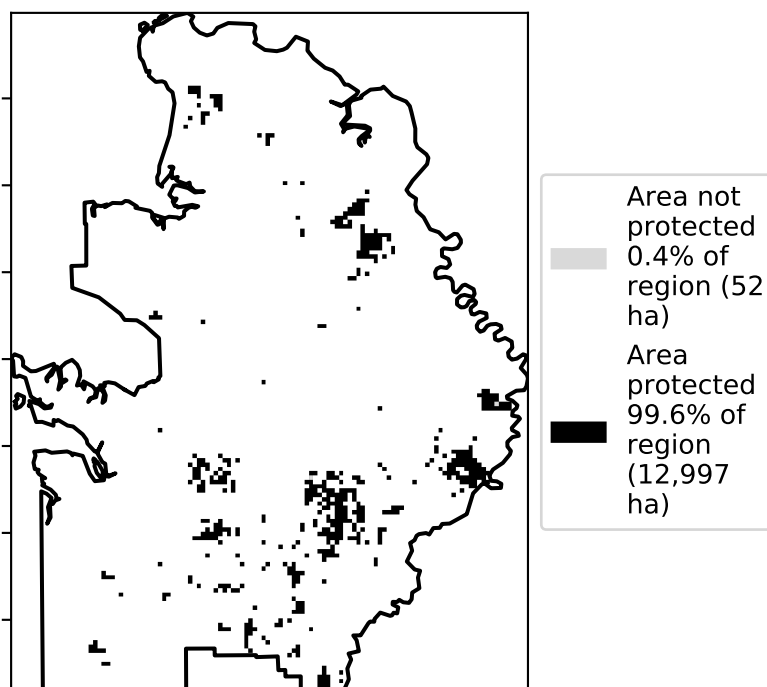 Area not
protected
0.4% of
region (52
ha)
Area
protected
99.6% of
region
(12,997
ha)